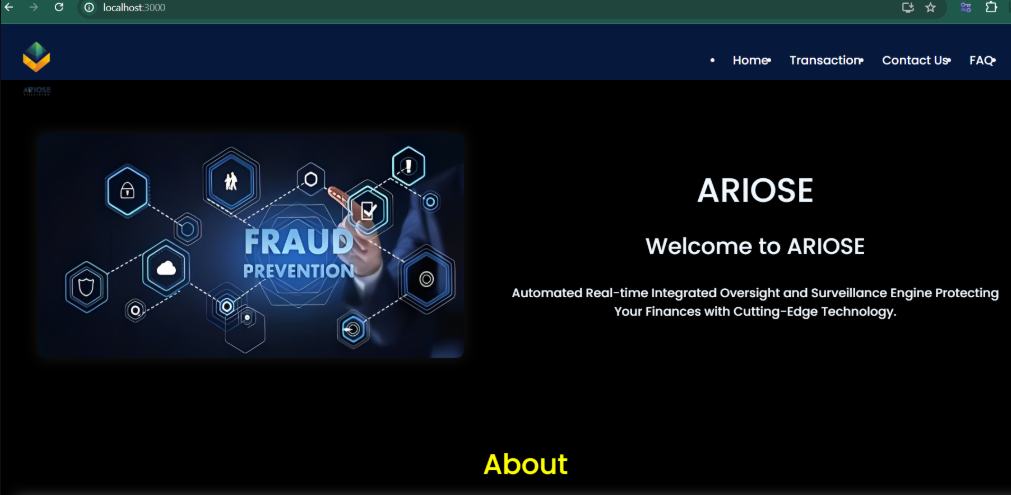 localhost:3000
Home
Transaction
Contact Us
FAQ
ARIOSE
FRAUD
PREVENTION
ARIOSE
Welcome to ARIOSE
Automated Real-time Integrated Oversight and Surveillance Engine Protecting
Your Finances with Cutting-Edge Technology.
About